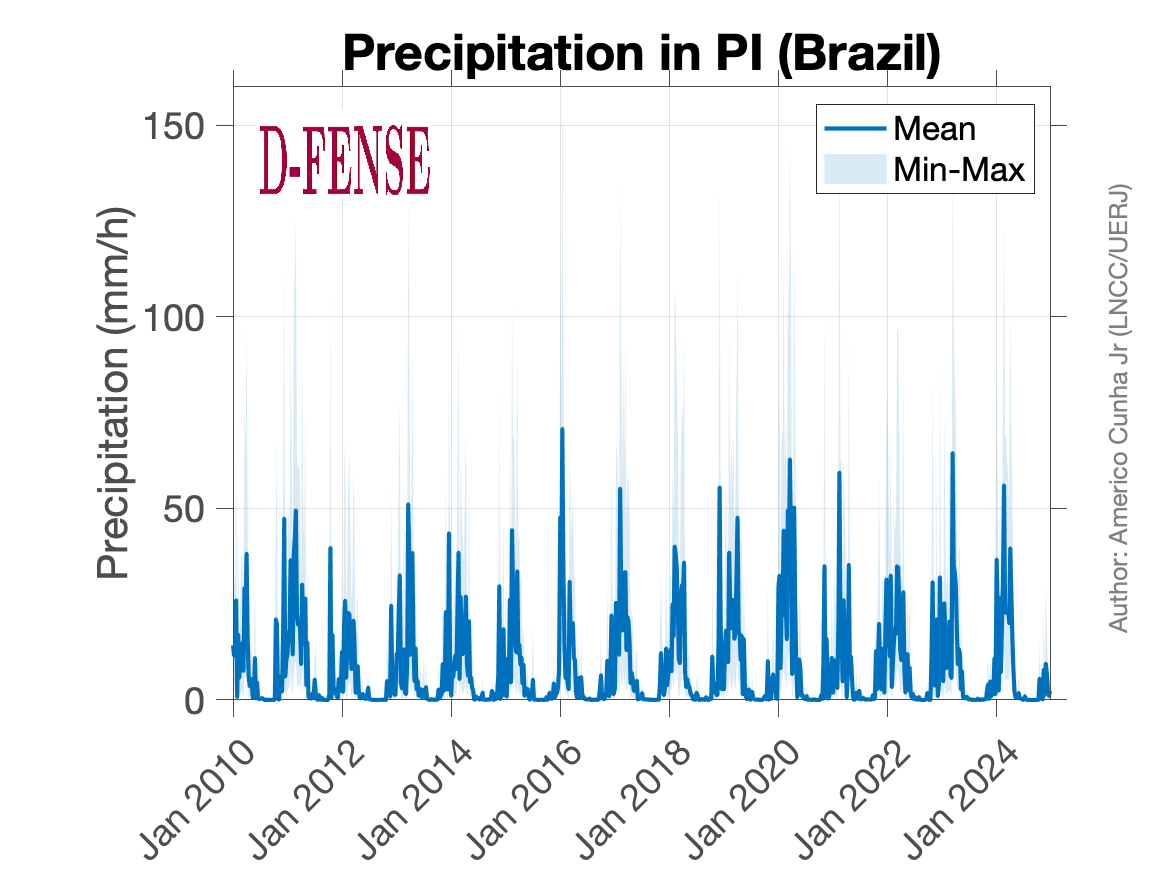 Precipitation in PI (Brazil)
D-FENSE
Mean
Min-Max
Precipitation (mm/h)
150
100
50
0
Jan 2010
Jan 2012
Jan 2014
Jan 2016
Jan 2018
Jan 2020
Jan 2022
Jan 2024
Author: Americo Cunha Jr (LNCC/UERJ)